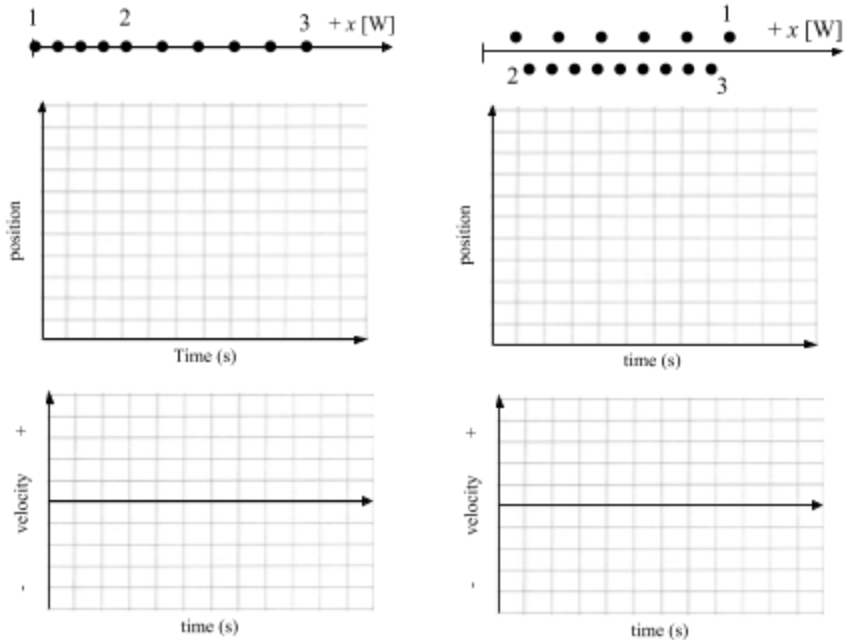 1 2 3 + x [W]
position
Time (s)
+
velocity
-
time (s)
1 + x [W]
2 3
position
time (s)
+
velocity
-
time (s)